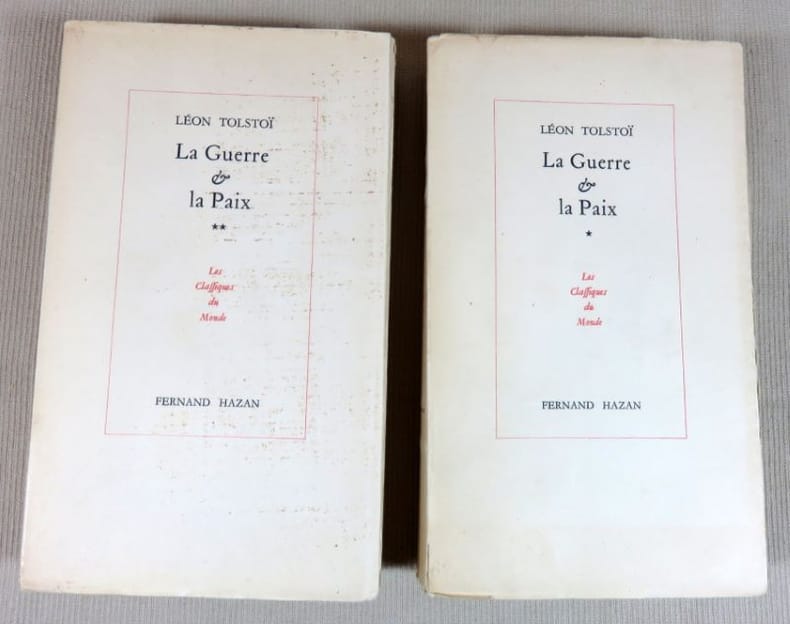 LÉON TOLSTOÏ
La Guerre
&
la Paix
★★
Les
Classiques
du
Monde
FERNAND HAZAN
LÉON TOLSTOÏ
La Guerre
&
la Paix
★
Les
Classiques
du
Monde
FERNAND HAZAN